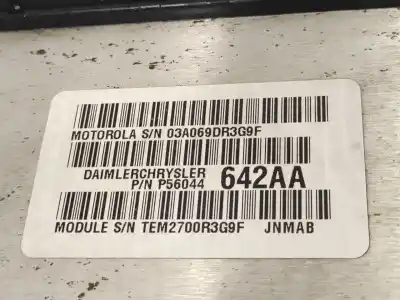 MOTOROLA S/N 03A069DR3G9F
DAIMLERCHRYSLER
P/N P56044 642AA
MODULE S/N TEM2700R3G9F JNMAB